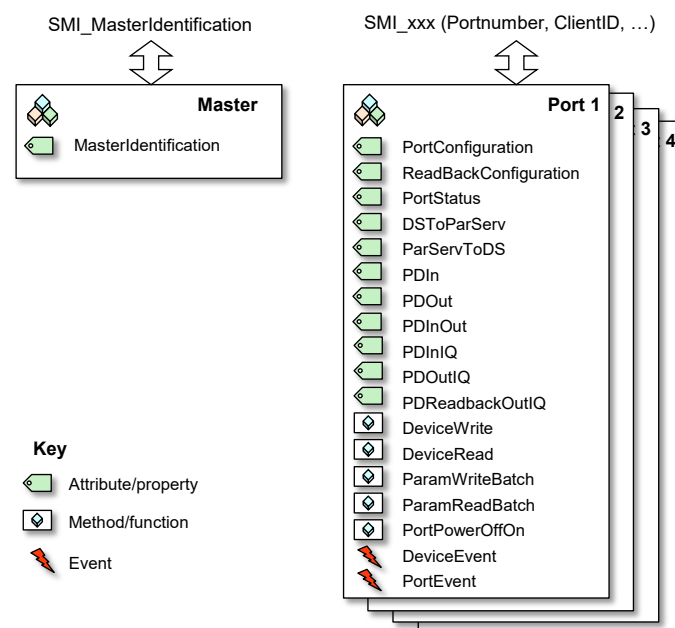 SMI_MasterIdentification
SMI_xxx (Portnumber, ClientID, …)
Master
MasterIdentification
Port 1
2
3
4
PortConfiguration
ReadBackConfiguration
PortStatus
DSToParServ
ParServToDS
PDIn
PDOut
PDInOut
PDInIQ
PDOutIQ
PDReadbackOutIQ
DeviceWrite
DeviceRead
ParamWriteBatch
ParamReadBatch
PortPowerOffOn
DeviceEvent
PortEvent
Key
Attribute/property
Method/function
Event